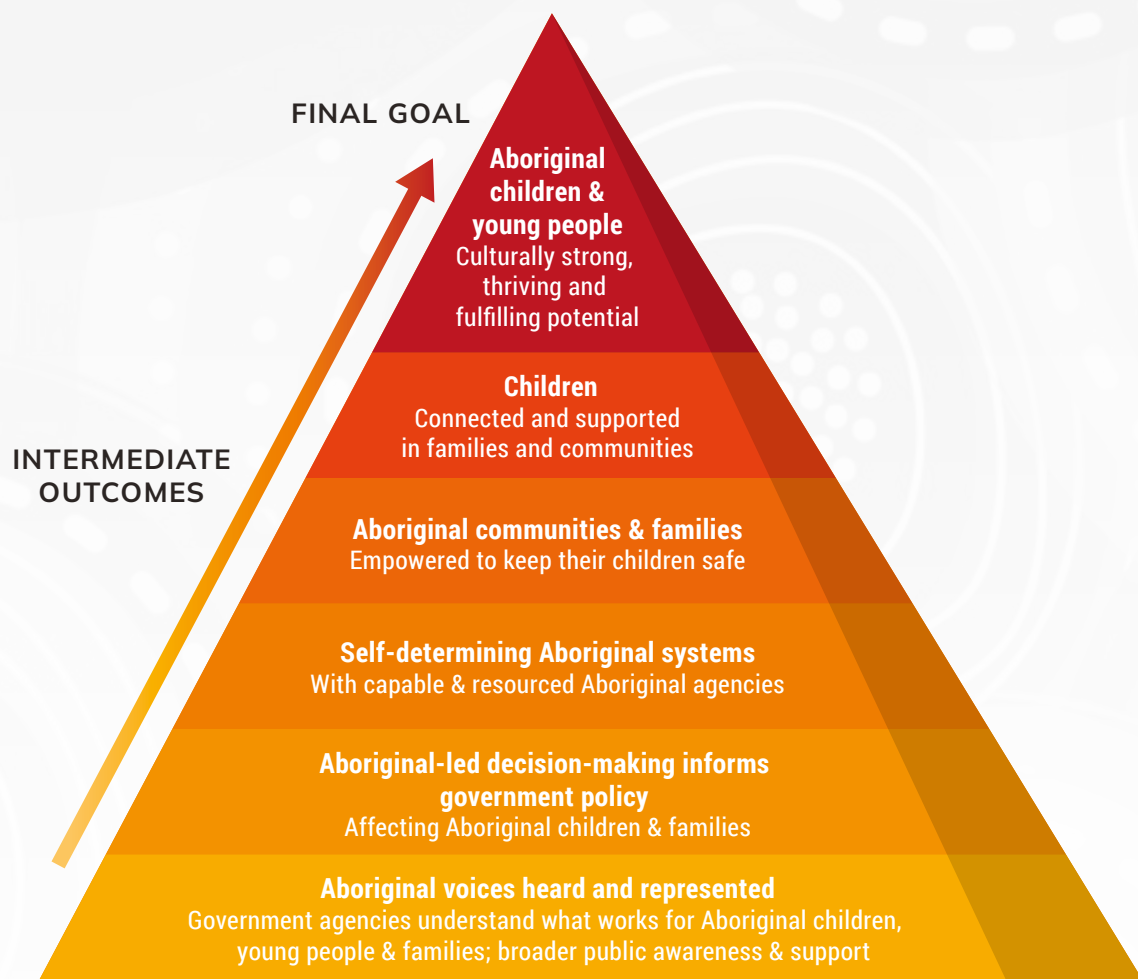 FINAL GOAL
Aboriginal
children &
young people
Culturally strong,
thriving and
fulfilling potential
Children
Connected and supported
in families and communities
INTERMEDIATE
OUTCOMES
Aboriginal communities & families
Empowered to keep their children safe
Self-determining Aboriginal systems
With capable & resourced Aboriginal agencies
Aboriginal-led decision-making informs
government policy
Affecting Aboriginal children & families
Aboriginal voices heard and represented
Government agencies understand what works for Aboriginal children,
young people & families; broader public awareness & support